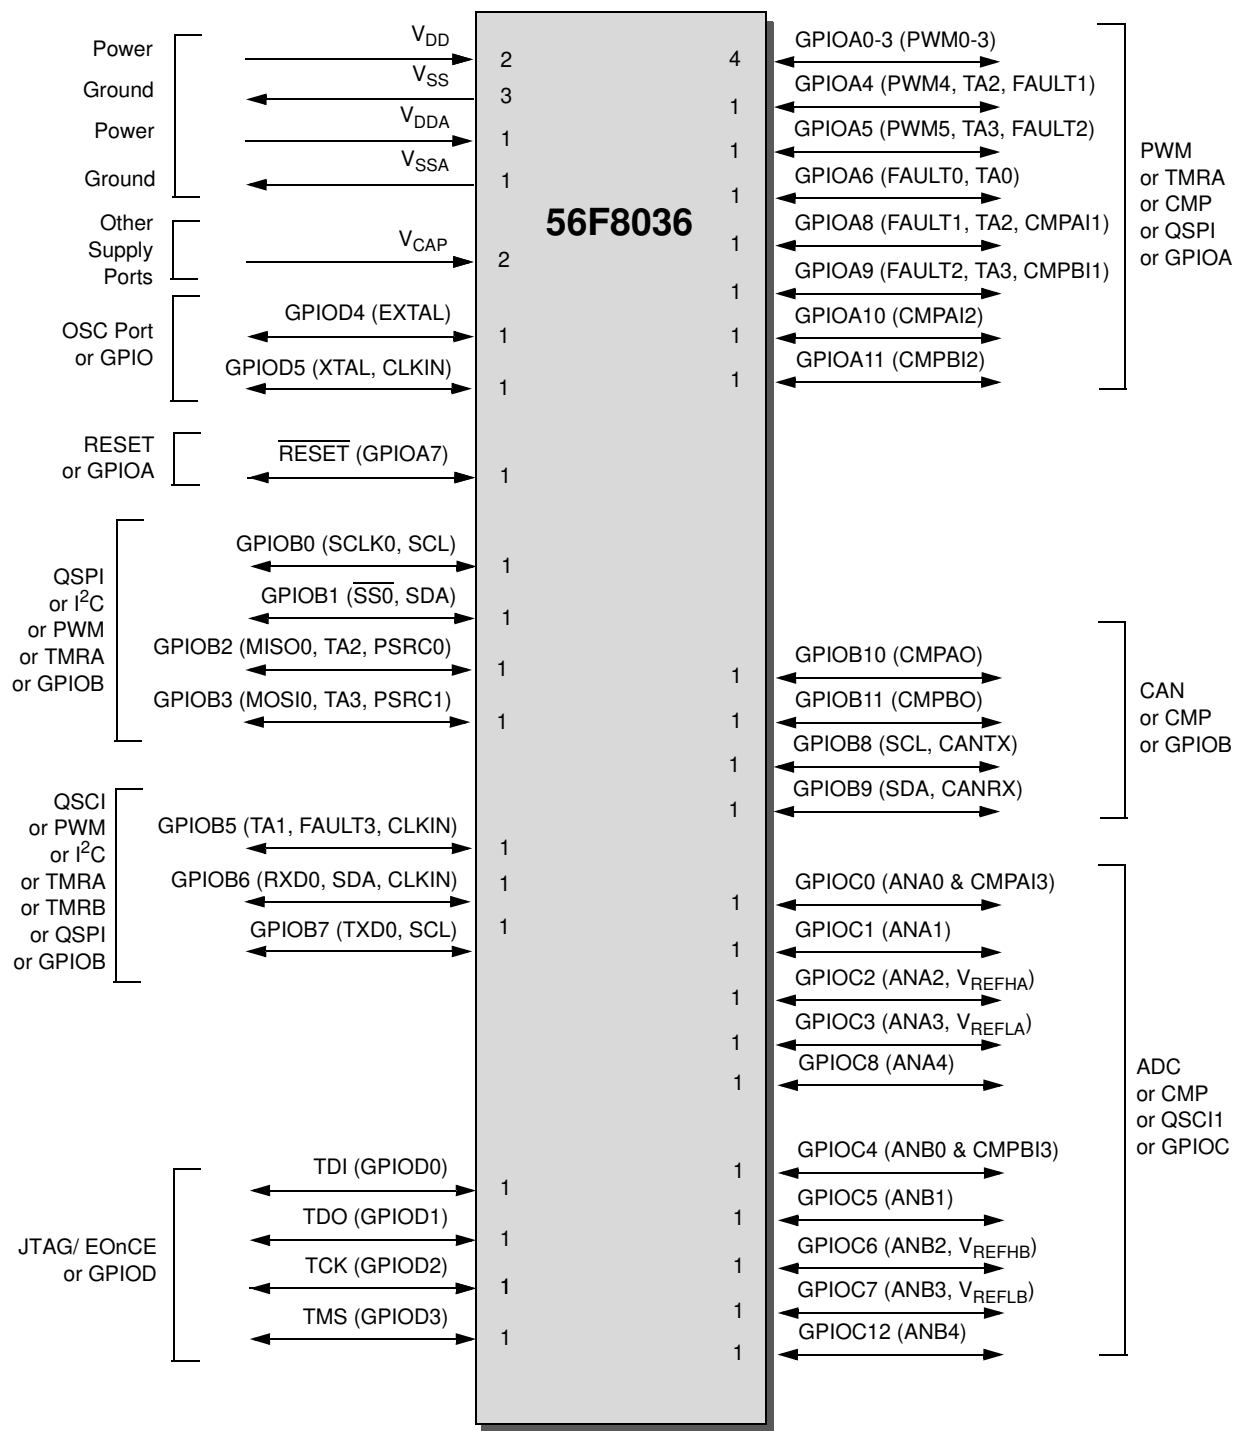 Power
Ground
Power
Ground
V_DD
V_SS
V_DDA
V_SSA
2
3
1
1
Other
Supply
Ports
V_CAP
2
OSC Port
or GPIO
GPIOD4 (EXTAL)
1
GPIOD5 (XTAL, CLKIN)
1
RESET
or GPIOA
RESET (GPIOA7)
1
QSPI
or I²C
or PWM
or TMRA
or GPIOB
GPIOB0 (SCLK0, SCL)
1
GPIOB1 (SS0, SDA)
1
GPIOB2 (MISO0, TA2, PSRC0)
1
GPIOB3 (MOSI0, TA3, PSRC1)
1
QSCI
or PWM
or I²C
or TMRA
or TMRB
or QSPI
or GPIOB
GPIOB5 (TA1, FAULT3, CLKIN)
1
GPIOB6 (RXD0, SDA, CLKIN)
1
GPIOB7 (TXD0, SCL)
1
JTAG/ EOnCE
or GPIOD
TDI (GPIOD0)
1
TDO (GPIOD1)
1
TCK (GPIOD2)
1
TMS (GPIOD3)
1
56F8036
4
GPIOA0-3 (PWM0-3)
1
GPIOA4 (PWM4, TA2, FAULT1)
1
GPIOA5 (PWM5, TA3, FAULT2)
1
GPIOA6 (FAULT0, TA0)
1
GPIOA8 (FAULT1, TA2, CMPAI1)
1
GPIOA9 (FAULT2, TA3, CMPBI1)
1
GPIOA10 (CMPAI2)
1
GPIOA11 (CMPBI2)
PWM
or TMRA
or CMP
or QSPI
or GPIOA
1
GPIOB10 (CMPAO)
1
GPIOB11 (CMPBO)
1
GPIOB8 (SCL, CANTX)
1
GPIOB9 (SDA, CANRX)
CAN
or CMP
or GPIOB
1
GPIOC0 (ANA0 & CMPAI3)
1
GPIOC1 (ANA1)
1
GPIOC2 (ANA2, V_REFHA)
1
GPIOC3 (ANA3, V_REFLA)
1
GPIOC8 (ANA4)
1
GPIOC4 (ANB0 & CMPBI3)
1
GPIOC5 (ANB1)
1
GPIOC6 (ANB2, V_REFHB)
1
GPIOC7 (ANB3, V_REFLB)
1
GPIOC12 (ANB4)
ADC
or CMP
or QSCI1
or GPIOC